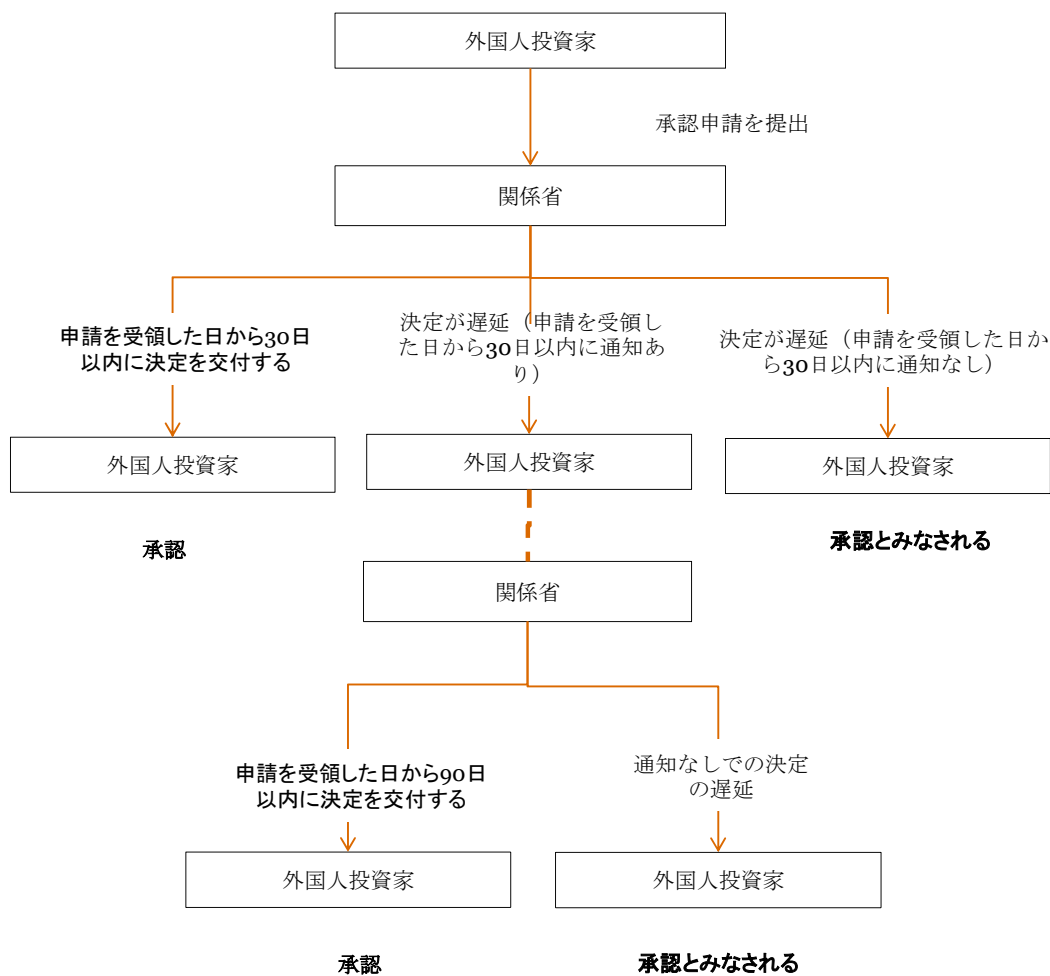 外国人投資家
承認申請を提出
関係省
申請を受領した日から30日
以内に決定を交付する
決定が遅延（申請を受領し
た日から30日以内に通知あ
り）
決定が遅延（申請を受領した日か
ら30日以内に通知なし）
外国人投資家
外国人投資家
外国人投資家
承認
承認とみなされる
関係省
申請を受領した日から90日
以内に決定を交付する
通知なしでの決定
の遅延
外国人投資家
外国人投資家
承認
承認とみなされる